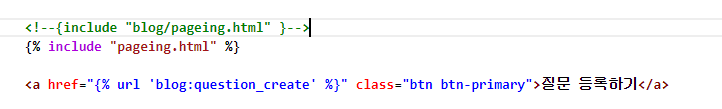 <!--{include "blog/pageing.html" }-->
{% include "pageing.html" %}
<a href="{% url 'blog:question_create' %}" class="btn btn-primary">질문 등록하기</a>